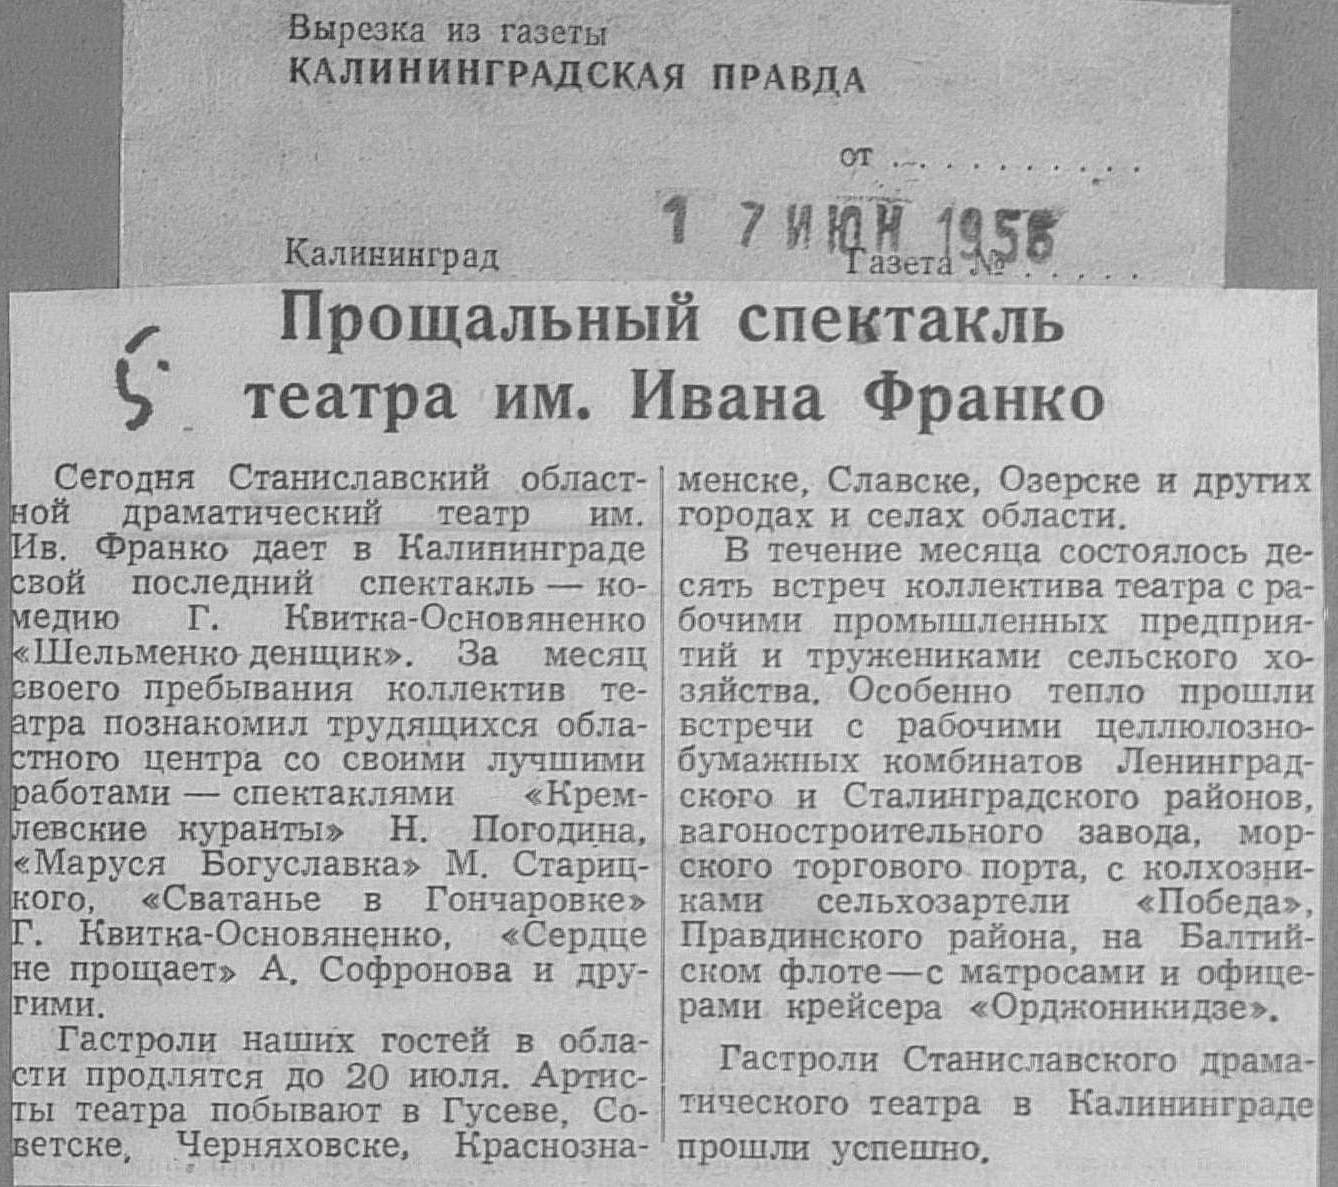 Вырезка из газеты
КАЛИНИНГРАДСКАЯ ПРАВДА
от . . . . . . . . . .
1 7 ИЮН 1956
Калининград
Газета № . . . . .
5
Прощальный спектакль
театра им. Ивана Франко
Сегодня Станиславский област-
ной драматический театр им.
Ив. Франко дает в Калининграде
свой последний спектакль — ко-
медию Г. Квитка-Основяненко
«Шельменко-денщик». За месяц
своего пребывания коллектив те-
атра познакомил трудящихся обла-
стного центра со своими лучшими
работами — спектаклями «Крем-
левские куранты» Н. Погодина,
«Маруся Богуславка» М. Стариц-
кого, «Сватанье в Гончаровке»
Г. Квитка-Основяненко, «Сердце
не прощает» А. Софронова и дру-
гими.
Гастроли наших гостей в обла-
сти продлятся до 20 июля. Артис-
ты театра побывают в Гусеве, Со-
ветске, Черняховске, Краснозна-
менске, Славске, Озерске и других
городах и селах области.
В течение месяца состоялось де-
сять встреч коллектива театра с ра-
бочими промышленных предприя-
тий и тружениками сельского хо-
зяйства. Особенно тепло прошли
встречи с рабочими целлюлозно-
бумажных комбинатов Ленинград-
ского и Сталинградского районов,
вагоностроительного завода, мор-
ского торгового порта, с колхозни-
ками сельхозартели «Победа»,
Правдинского района, на Балтий-
ском флоте—с матросами и офице-
рами крейсера «Орджоникидзе».
Гастроли Станиславского драма-
тического театра в Калининграде
прошли успешно.